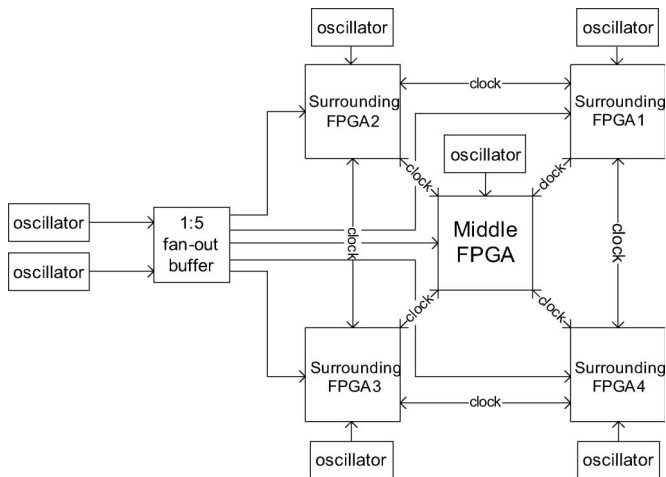 oscillator
oscillator
Surrounding
FPGA2
clock
Surrounding
FPGA1
oscillator
clock
clock
oscillator
1:5
fan-out
buffer
oscillator
clock
Middle
FPGA
clock
clock
clock
Surrounding
FPGA3
Surrounding
FPGA4
clock
oscillator
oscillator